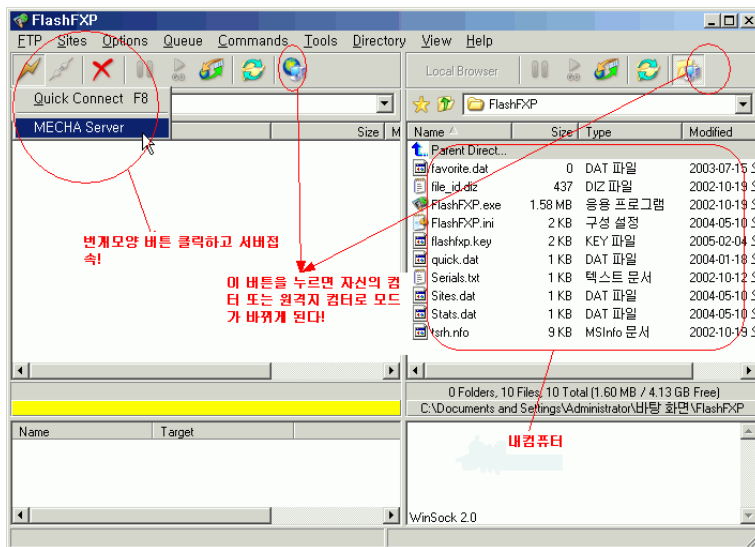 FlashFXP
FTP Sites Options Queue Commands Tools Directory View Help
Local Browser
Quick Connect F8
MECHA Server
FlashFXP
Size M
Name Size Type Modified
Parent Direct...
favorite.dat 0 DAT 파일 2003-07-15
file_id.diz 437 DIZ 파일 2002-10-19
FlashFXP.exe 1.58 MB 응용 프로그램 2002-10-19
FlashFXP.ini 2 KB 구성 설정 2004-05-10
flashfxp.key 2 KB KEY 파일 2005-02-04
quick.dat 1 KB DAT 파일 2004-01-18
Serials.txt 1 KB 텍스트 문서 2002-10-12
Sites.dat 1 KB DAT 파일 2004-05-10
Stats.dat 1 KB DAT 파일 2004-05-10
tsrh.nfo 9 KB MSInfo 문서 2002-10-19
번개모양 버튼 클릭하고 서버접
속!
이 버튼을 누르면 자신의 컴
터 또는 원격지 컴터로 모드
가 바뀌게 된다!
0 Folders, 10 Files, 10 Total (1.60 MB / 4.13 GB Free)
C:\Documents and Settings\Administrator\바탕 화면\FlashFXP
Name Target
내컴퓨터
WinSock 2.0